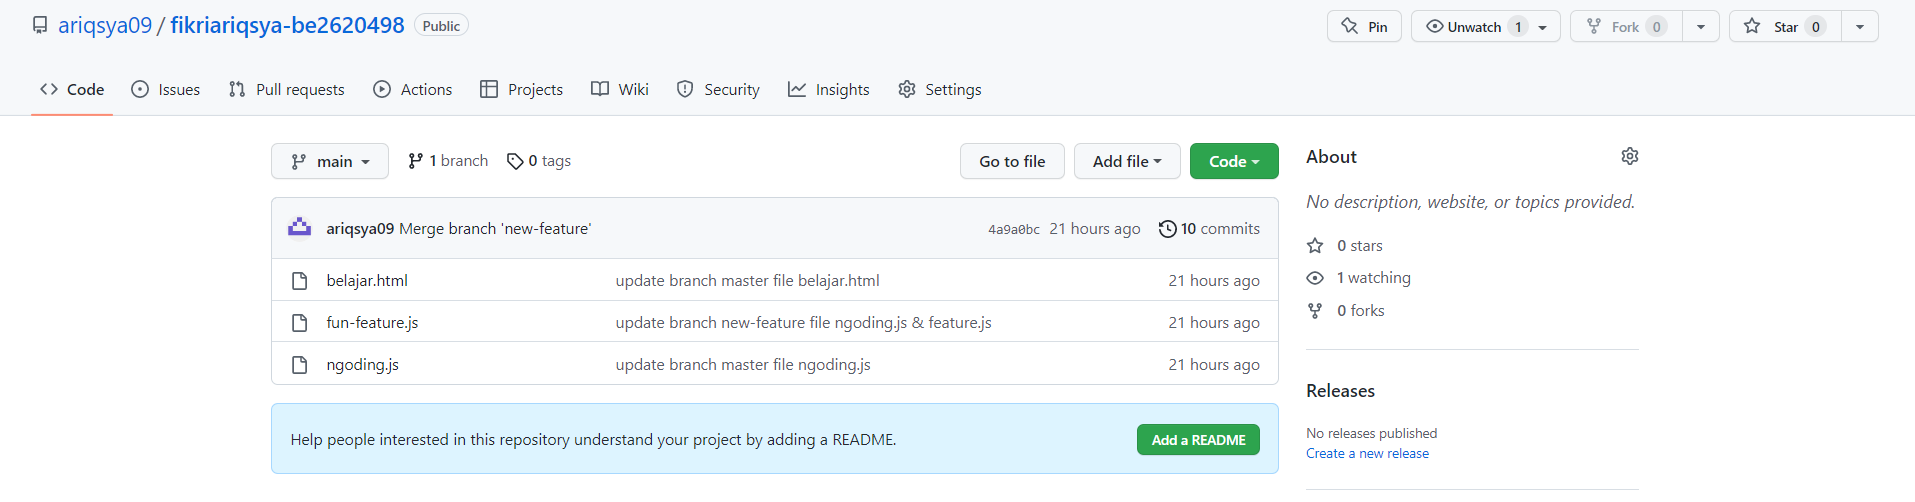 ariqsya09 / fikriariqsya-be2620498 Public Pin Unwatch 1 Fork 0 Star 0
Code Issues Pull requests Actions Projects Wiki Security Insights Settings
main 1 branch 0 tags Go to file Add file Code
ariqsya09 Merge branch 'new-feature' 4a9a0bc 21 hours ago 10 commits
belajar.html update branch master file belajar.html 21 hours ago
fun-feature.js update branch new-feature file ngoding.js & feature.js 21 hours ago
ngoding.js update branch master file ngoding.js 21 hours ago
Help people interested in this repository understand your project by adding a README. Add a README
About
No description, website, or topics provided.
0 stars
1 watching
0 forks
Releases
No releases published
Create a new release